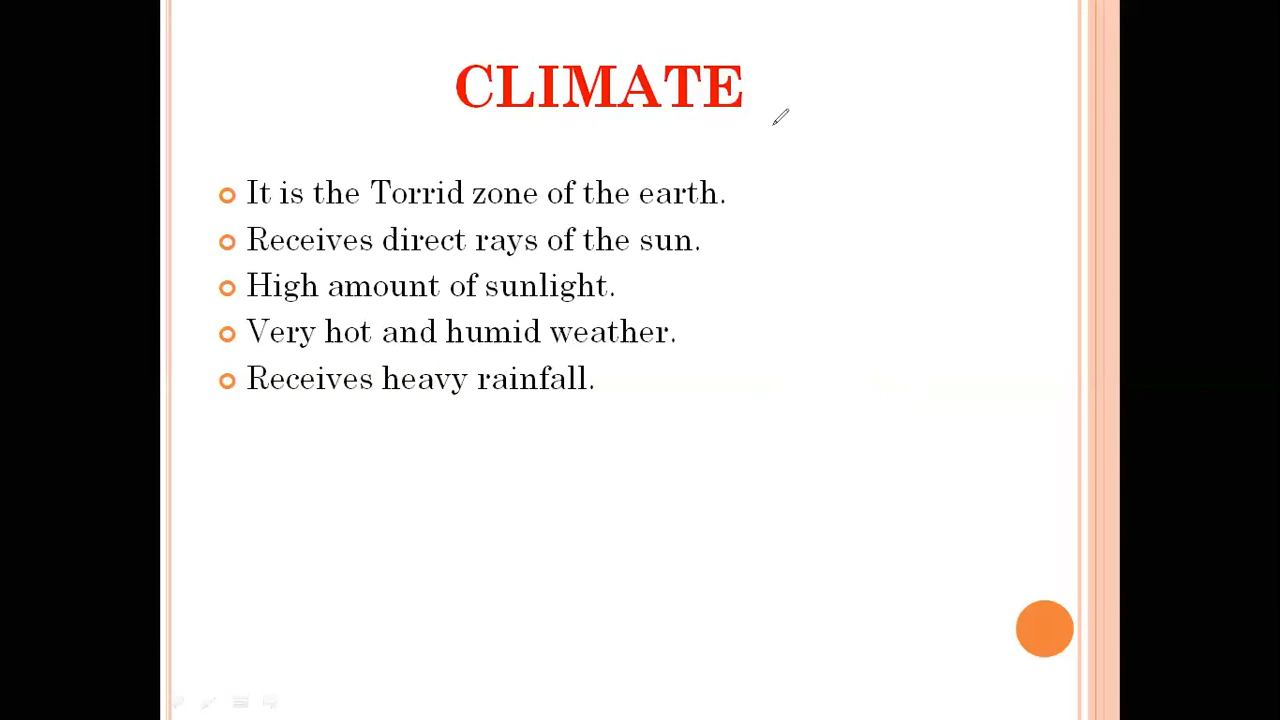 CLIMATE
It is the Torrid zone of the earth.
Receives direct rays of the sun.
High amount of sunlight.
Very hot and humid weather.
Receives heavy rainfall.